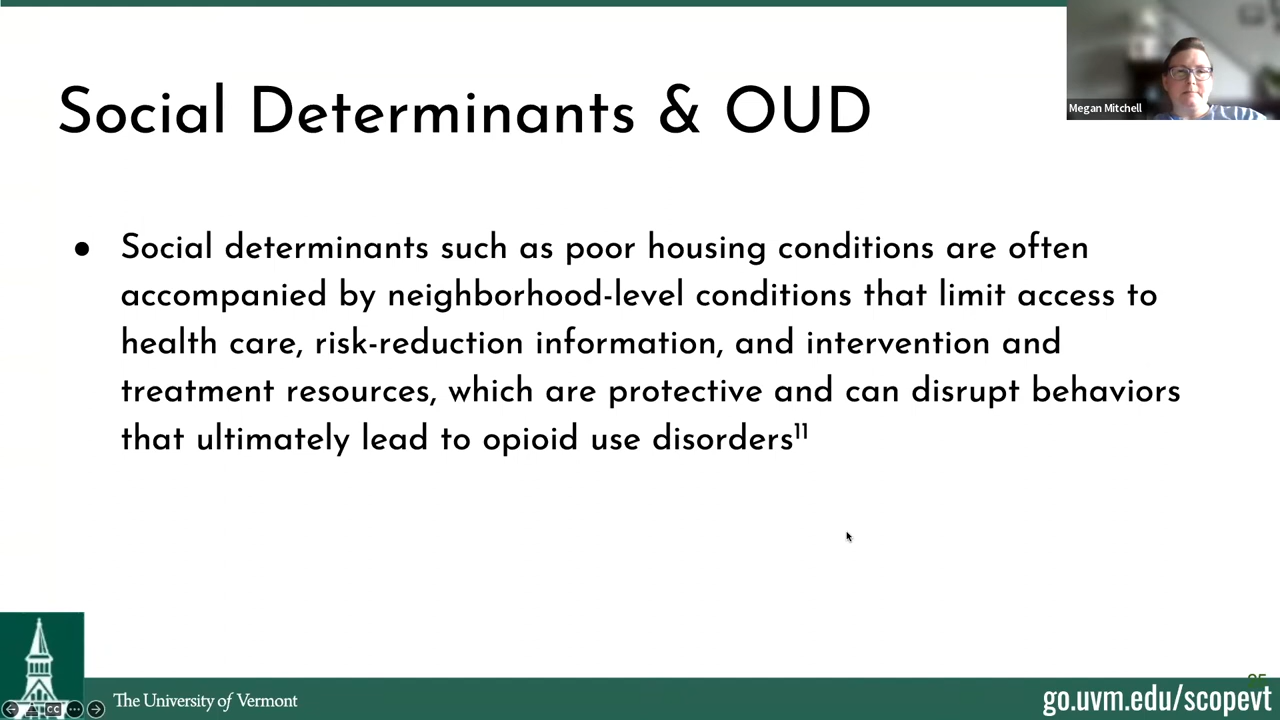 Social Determinants & OUD
Megan Mitchell
● Social determinants such as poor housing conditions are often
accompanied by neighborhood-level conditions that limit access to
health care, risk-reduction information, and intervention and
treatment resources, which are protective and can disrupt behaviors
that ultimately lead to opioid use disorders¹¹
CC
The University of Vermont
go.uvm.edu/scopevt